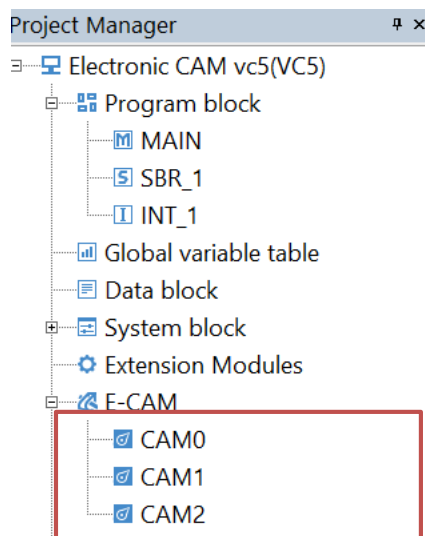 Project Manager
Electronic CAM vc5(VC5)
Program block
M MAIN
S SBR_1
I INT_1
Global variable table
Data block
System block
Extension Modules
E-CAM
CAM0
CAM1
CAM2